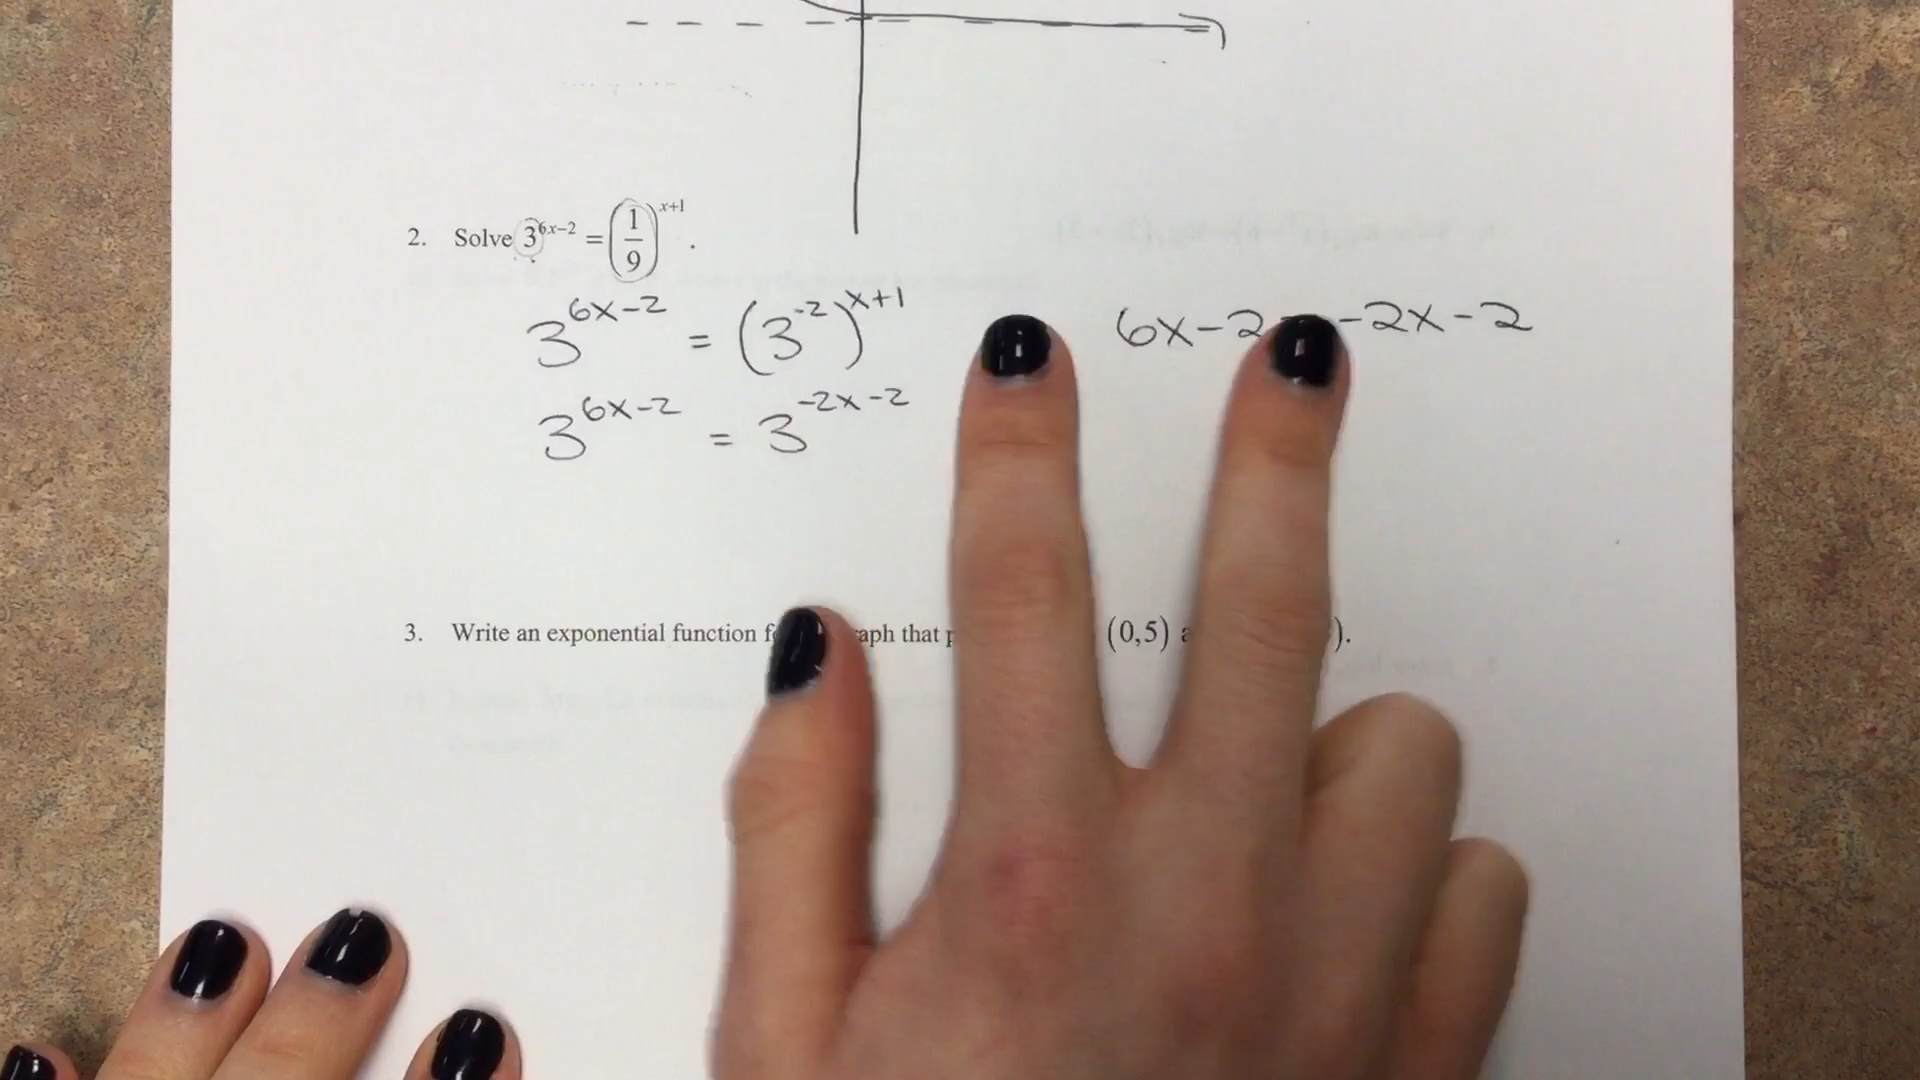 2. Solve 3^{6x-2} = (1/9)^{x+1}.
3^{6x-2} = (3^{-2})^{x+1}
6x-2 = -2x-2
3^{6x-2} = 3^{-2x-2}
3. Write an exponential function that (0,5) ).